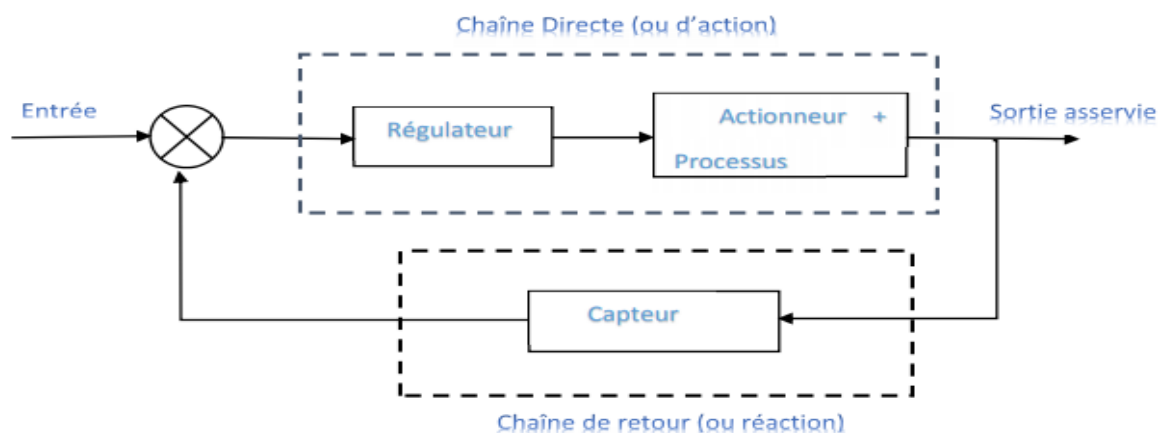 Chaîne Directe (ou d’action)
Entrée
Régulateur
Actionneur +
Processus
Sortie asservie
Capteur
Chaîne de retour (ou réaction)